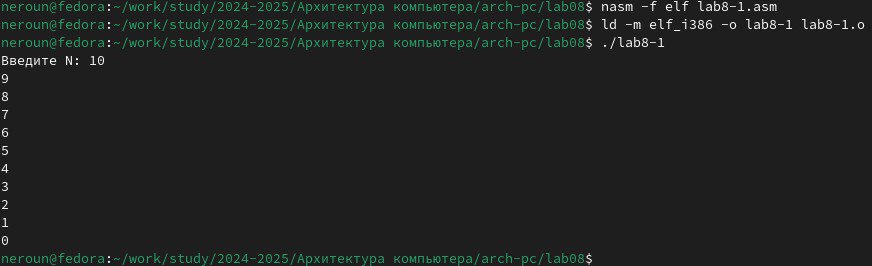 neroun@fedora:~/work/study/2024-2025/Архитектура компьютера/arch-pc/lab08$ nasm -f elf lab8-1.asm
neroun@fedora:~/work/study/2024-2025/Архитектура компьютера/arch-pc/lab08$ ld -m elf_i386 -o lab8-1 lab8-1.o
neroun@fedora:~/work/study/2024-2025/Архитектура компьютера/arch-pc/lab08$ ./lab8-1
Введите N: 10
9
8
7
6
5
4
3
2
1
0
neroun@fedora:~/work/study/2024-2025/Архитектура компьютера/arch-pc/lab08$